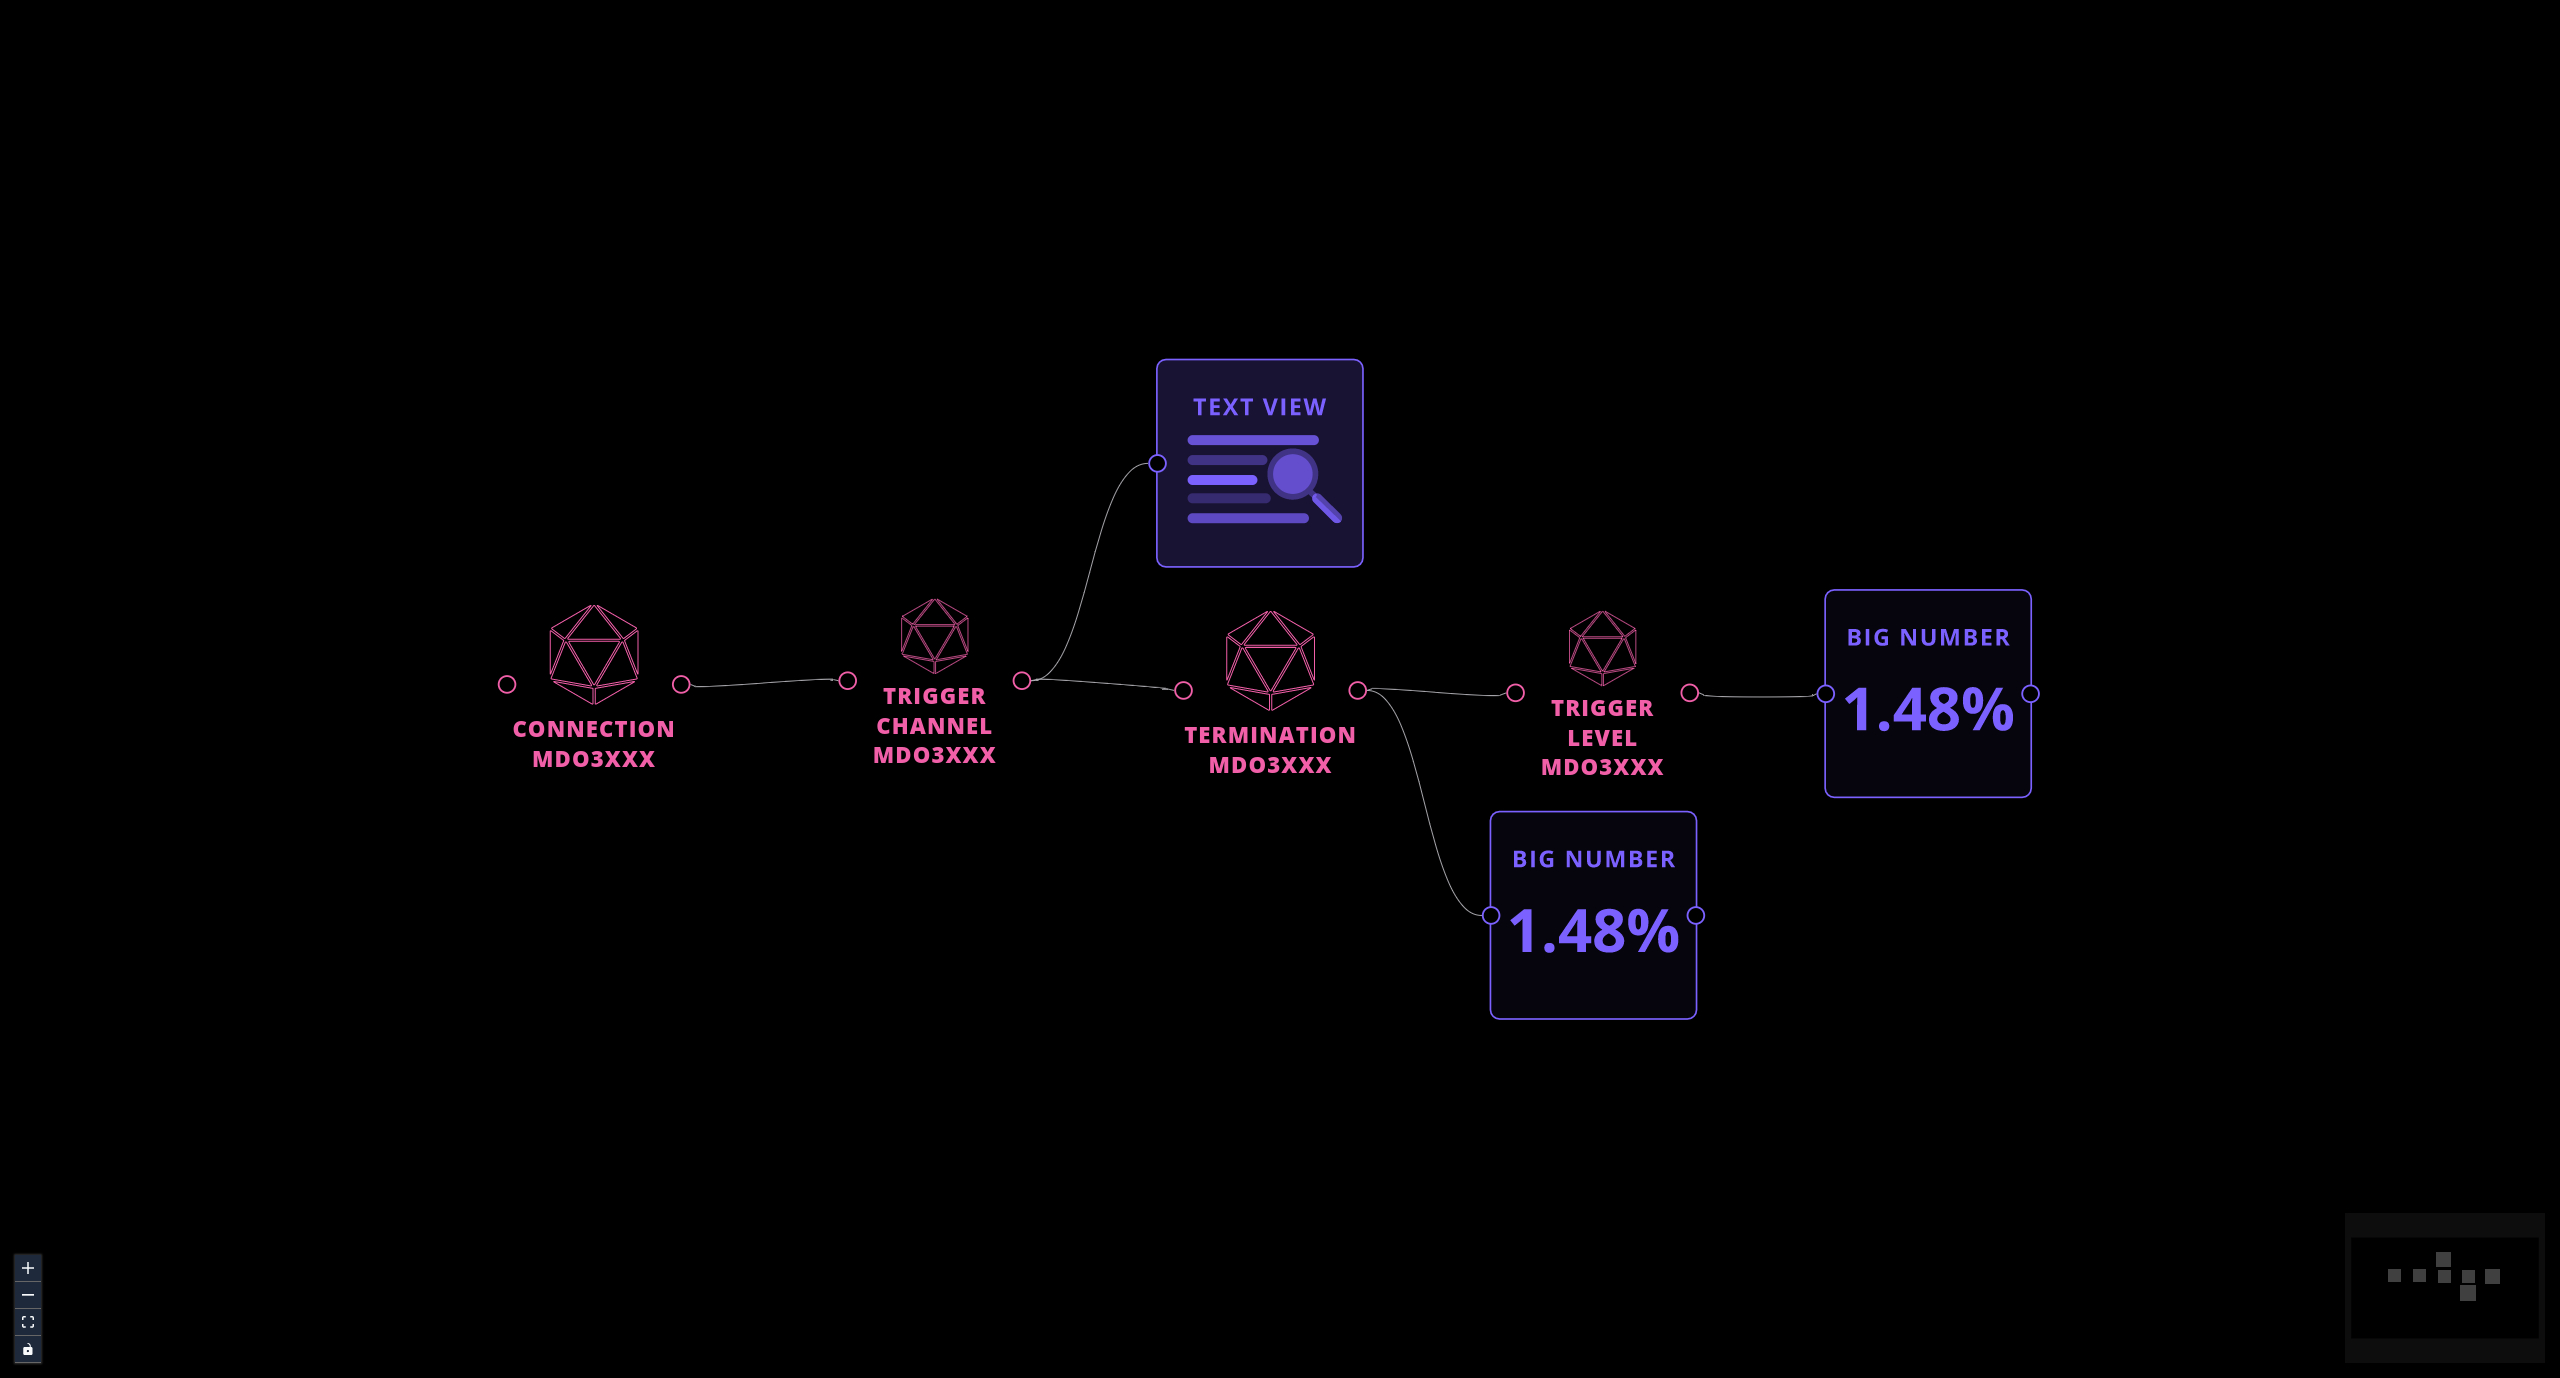 TEXT VIEW
CONNECTION
MDO3XXX
TRIGGER
CHANNEL
MDO3XXX
TERMINATION
MDO3XXX
TRIGGER
LEVEL
MDO3XXX
BIG NUMBER
1.48%
BIG NUMBER
1.48%